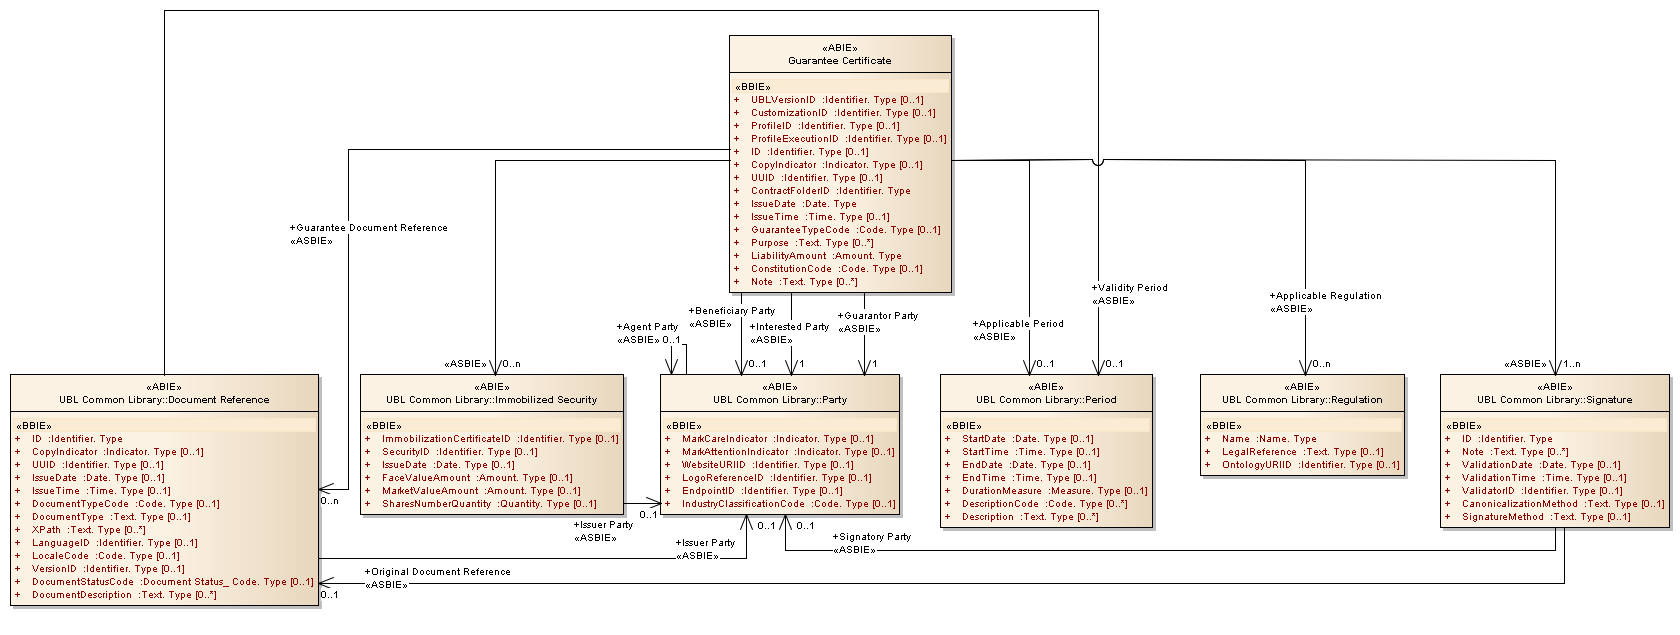 «ABIE»
Guarantee Certificate
«BBIE»
+ UBLVersionID :Identifier. Type [0..1]
+ CustomizationID :Identifier. Type [0..1]
+ ProfileID :Identifier. Type [0..1]
+ ProfileExecutionID :Identifier. Type [0..1]
+ ID :Identifier. Type [0..1]
+ CopyIndicator :Indicator. Type [0..1]
+ UUID :Identifier. Type [0..1]
+ ContractFolderID :Identifier. Type
+ IssueDate :Date. Type
+ IssueTime :Time. Type [0..1]
+ GuaranteeTypeCode :Code. Type [0..1]
+ Purpose :Text. Type [0..*]
+ LiabilityAmount :Amount. Type
+ ConstitutionCode :Code. Type [0..1]
+ Note :Text. Type [0..*]
+Guarantee Document Reference
«ASBIE»
0..n
«ASBIE» 0..n
+Agent Party
«ASBIE» 0..1
+Beneficiary Party
«ASBIE»
0..1
+Interested Party
«ASBIE»
1
+Guarantor Party
«ASBIE»
1
+Applicable Period
«ASBIE»
0..1
+Validity Period
«ASBIE»
0..1
+Applicable Regulation
«ASBIE»
0..n
«ASBIE» 1..n
«ABIE»
UBL Common Library::Document Reference
«BBIE»
+ ID :Identifier. Type
+ CopyIndicator :Indicator. Type [0..1]
+ UUID :Identifier. Type [0..1]
+ IssueDate :Date. Type [0..1]
+ IssueTime :Time. Type [0..1]
+ DocumentTypeCode :Code. Type [0..1]
+ DocumentType :Text. Type [0..1]
+ XPath :Text. Type [0..*]
+ LanguageID :Identifier. Type [0..1]
+ LocaleCode :Code. Type [0..1]
+ VersionID :Identifier. Type [0..1]
+ DocumentStatusCode :Document Status_ Code. Type [0..1]
+ DocumentDescription :Text. Type [0..*]
«ABIE»
UBL Common Library::Immobilized Security
«BBIE»
+ ImmobilizationCertificateID :Identifier. Type [0..1]
+ SecurityID :Identifier. Type [0..1]
+ IssueDate :Date. Type [0..1]
+ FaceValueAmount :Amount. Type [0..1]
+ MarketValueAmount :Amount. Type [0..1]
+ SharesNumberQuantity :Quantity. Type [0..1]
«ABIE»
UBL Common Library::Party
«BBIE»
+ MarkCareIndicator :Indicator. Type [0..1]
+ MarkAttentionIndicator :Indicator. Type [0..1]
+ WebsiteURIID :Identifier. Type [0..1]
+ LogoReferenceID :Identifier. Type [0..1]
+ EndpointID :Identifier. Type [0..1]
+ IndustryClassificationCode :Code. Type [0..1]
«ABIE»
UBL Common Library::Period
«BBIE»
+ StartDate :Date. Type [0..1]
+ StartTime :Time. Type [0..1]
+ EndDate :Date. Type [0..1]
+ EndTime :Time. Type [0..1]
+ DurationMeasure :Measure. Type [0..1]
+ DescriptionCode :Code. Type [0..*]
+ Description :Text. Type [0..*]
«ABIE»
UBL Common Library::Regulation
«BBIE»
+ Name :Name. Type
+ LegalReference :Text. Type [0..1]
+ OntologyURIID :Identifier. Type [0..1]
«ABIE»
UBL Common Library::Signature
«BBIE»
+ ID :Identifier. Type
+ Note :Text. Type [0..*]
+ ValidationDate :Date. Type [0..1]
+ ValidationTime :Time. Type [0..1]
+ ValidatorID :Identifier. Type [0..1]
+ CanonicalizationMethod :Text. Type [0..1]
+ SignatureMethod :Text. Type [0..1]
+Issuer Party
«ASBIE»
0..1
+Issuer Party
«ASBIE»
0..1
+Signatory Party
«ASBIE»
0..1
+Original Document Reference
«ASBIE»
0..1